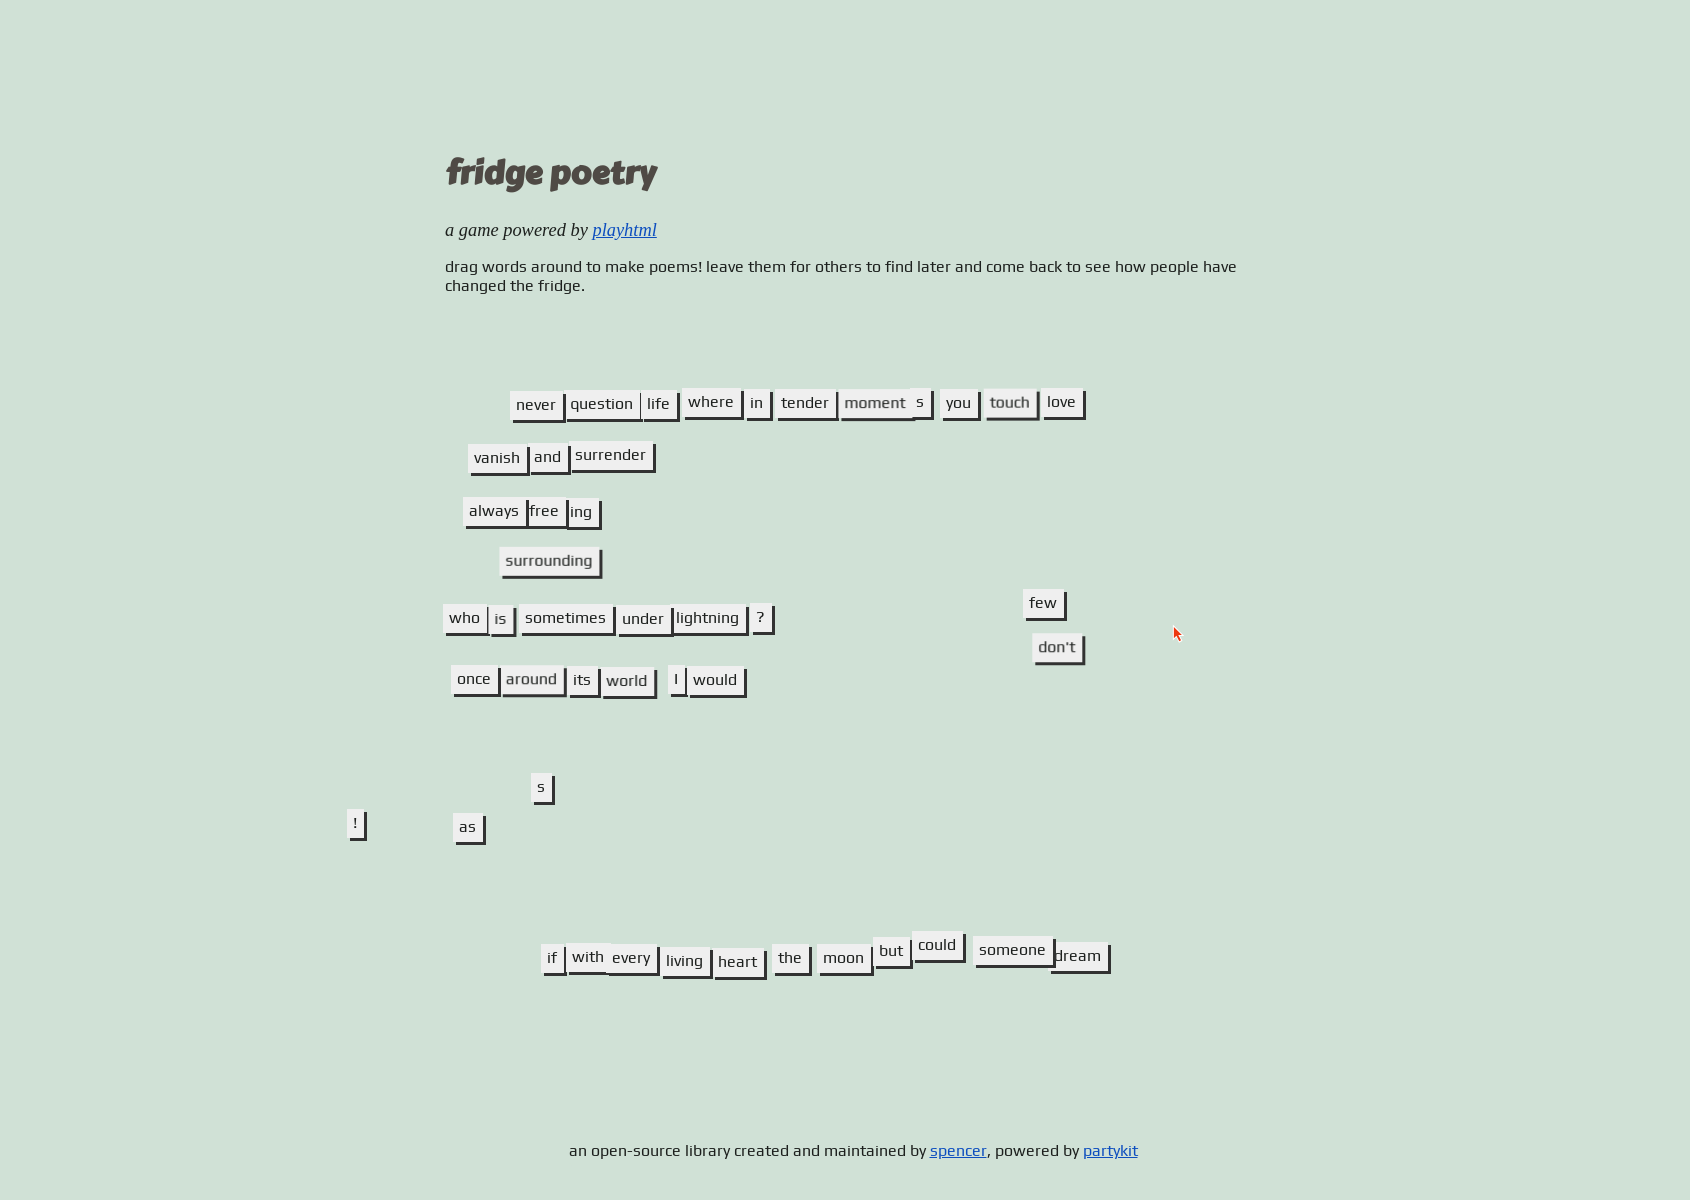 fridge poetry
a game powered by playhtml
drag words around to make poems! leave them for others to find later and come back to see how people have
changed the fridge.
never question life where in tender moment s you touch love
vanish and surrender
always free ing
surrounding
few
who is sometimes under lightning ?
don't
once around its world I would
s
! as
if with every living heart the moon but could someone dream
an open-source library created and maintained by spencer, powered by partykit